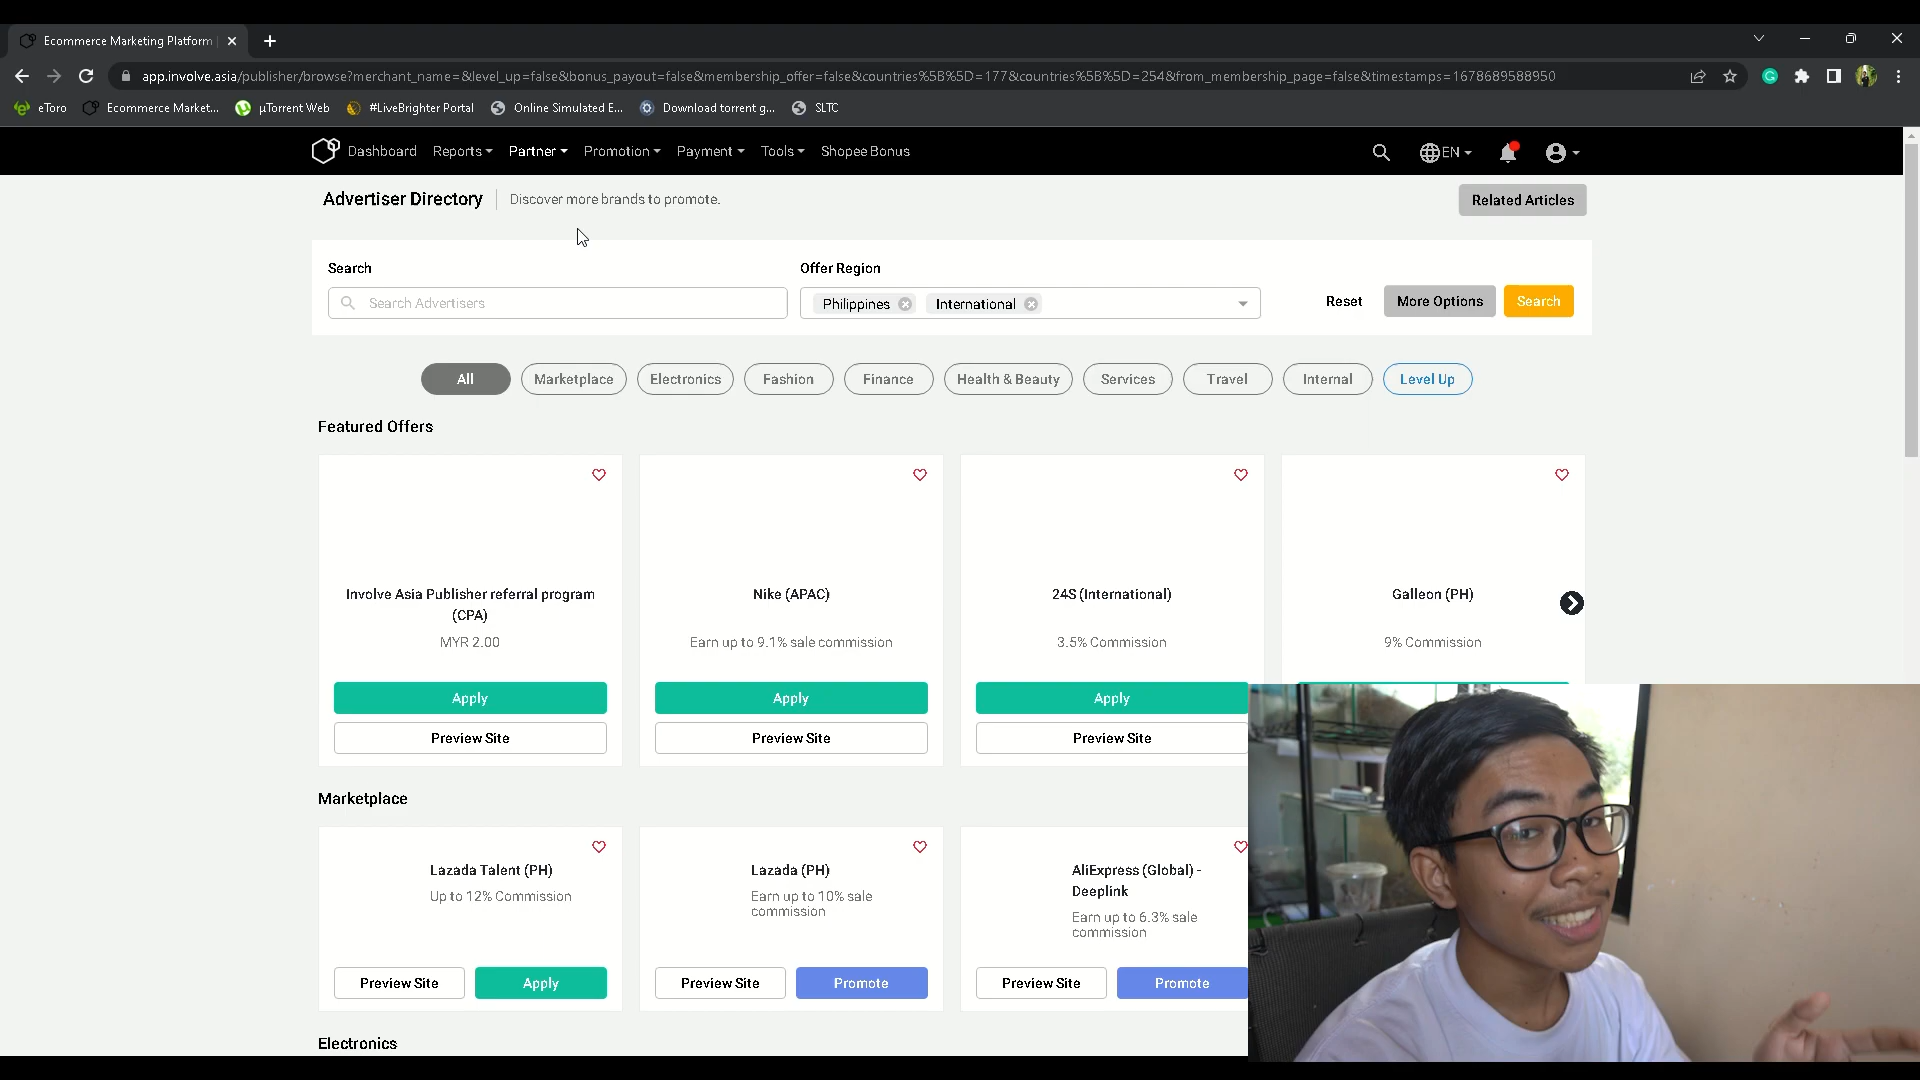 Ecommerce Marketing Platform |
app.involve.asia/publisher/browse?merchant_name=&level_up=false&bonus_payout=false&membership_offer=false&countries%5B%5D=177&countries%5B%5D=254&from_membership_page=false&timestamps=1678689588950
eToro
Ecommerce Market...
µTorrent Web
#LiveBrighter Portal
Online Simulated E...
Download torrent g...
SLTC
Dashboard
Reports
Partner
Promotion
Payment
Tools
Shopee Bonus
EN
Advertiser Directory
Discover more brands to promote.
Related Articles
Search
Offer Region
Search Advertisers
Philippines
International
Reset
More Options
Search
All
Marketplace
Electronics
Fashion
Finance
Health & Beauty
Services
Travel
Internal
Level Up
Featured Offers
Involve Asia Publisher referral program
(CPA)
MYR 2.00
Apply
Preview Site
Nike (APAC)
Earn up to 9.1% sale commission
Apply
Preview Site
24S (International)
3.5% Commission
Apply
Preview Site
Galleon (PH)
9% Commission
Marketplace
Lazada Talent (PH)
Up to 12% Commission
Preview Site
Apply
Lazada (PH)
Earn up to 10% sale
commission
Preview Site
Promote
AliExpress (Global) -
Deeplink
Earn up to 6.3% sale
commission
Preview Site
Promote
Electronics